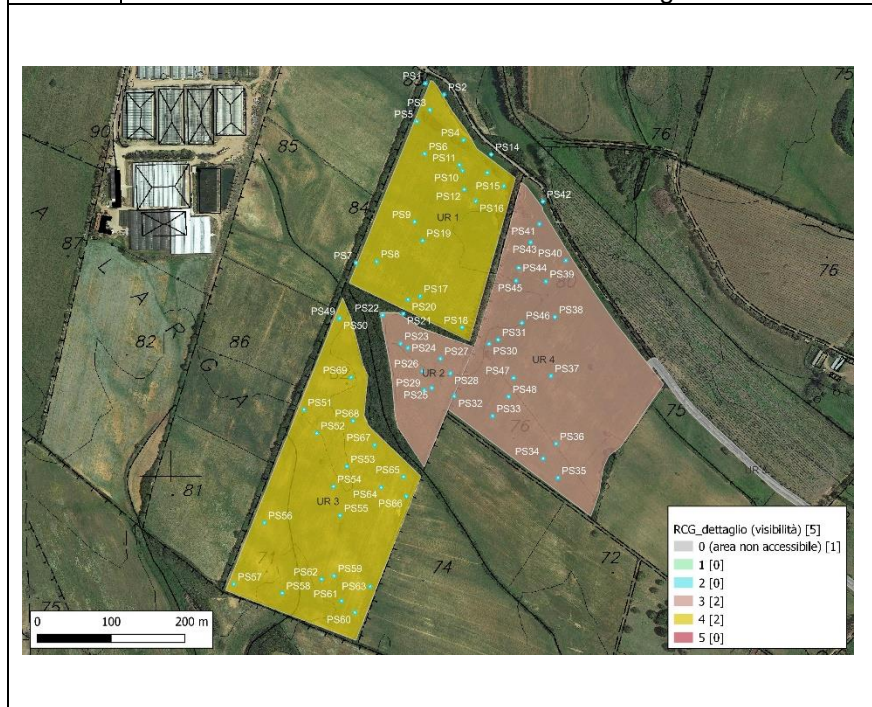 PS1
PS2
PS3
PS5
PS4
PS6
PS14
PS11
PS10
PS15
PS12
PS16
PS42
PS9
UR 1
PS19
PS41
PS43
PS40
PS7
PS8
PS44
PS39
PS45
PS17
PS20
PS49
PS50
PS22
PS21
PS18
PS46
PS38
PS31
PS30
PS23
PS24
PS27
UR 4
PS26
UR 2
PS28
PS69
PS29
PS25
PS47
PS37
PS48
PS32
PS51
PS33
PS68
PS52
PS67
PS36
PS34
PS53
PS65
PS35
PS54
PS64
UR 3
PS66
PS55
PS56
PS57
PS62
PS59
PS58
PS63
PS61
PS60
75
76
76
76
75
72
74
90
85
84
87
82
86
81
71
75
80
76
A
L
A
R
G
A
RCG_dettaglio (visibilità) [5]
0 (area non accessibile) [1]
1 [0]
2 [0]
3 [2]
4 [2]
5 [0]
0 100 200 m